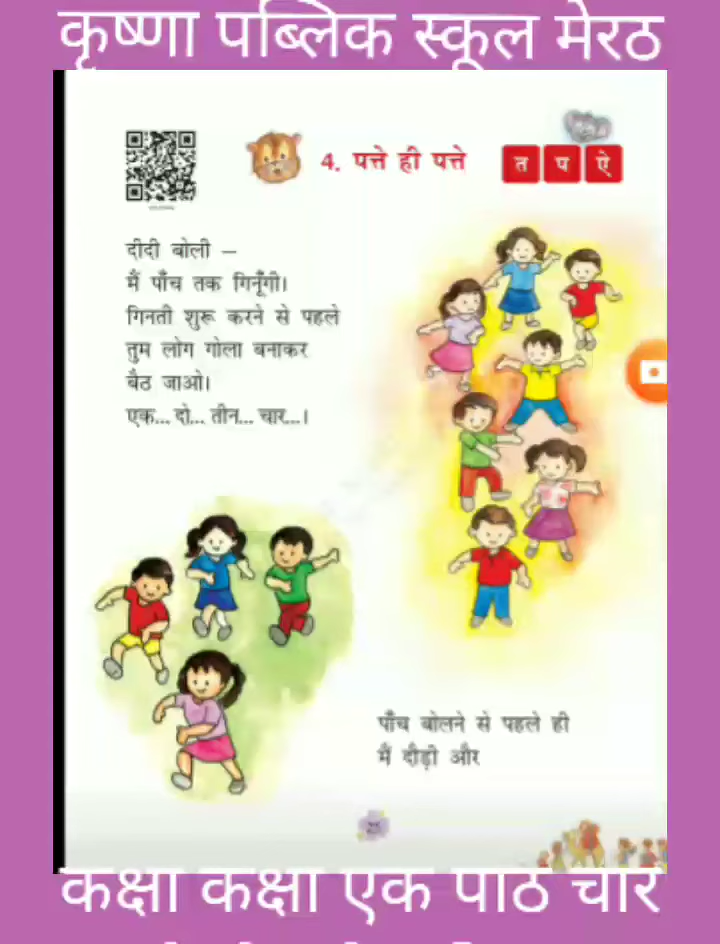 कृष्णा पब्लिक स्कूल मेरठ
4. पत्ते ही पत्ते
त प ऐ
दीदी बोली –
मैं पाँच तक गिनूँगी।
गिनती शुरू करने से पहले
तुम लोग गोला बनाकर
बैठ जाओ।
एक... दो... तीन... चार...।
पाँच बोलने से पहले ही
मैं दौड़ी और
कक्षा कक्षा एक पाठ चार